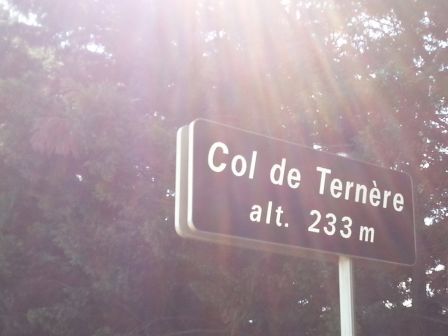 Col de Ternère
alt. 233 m